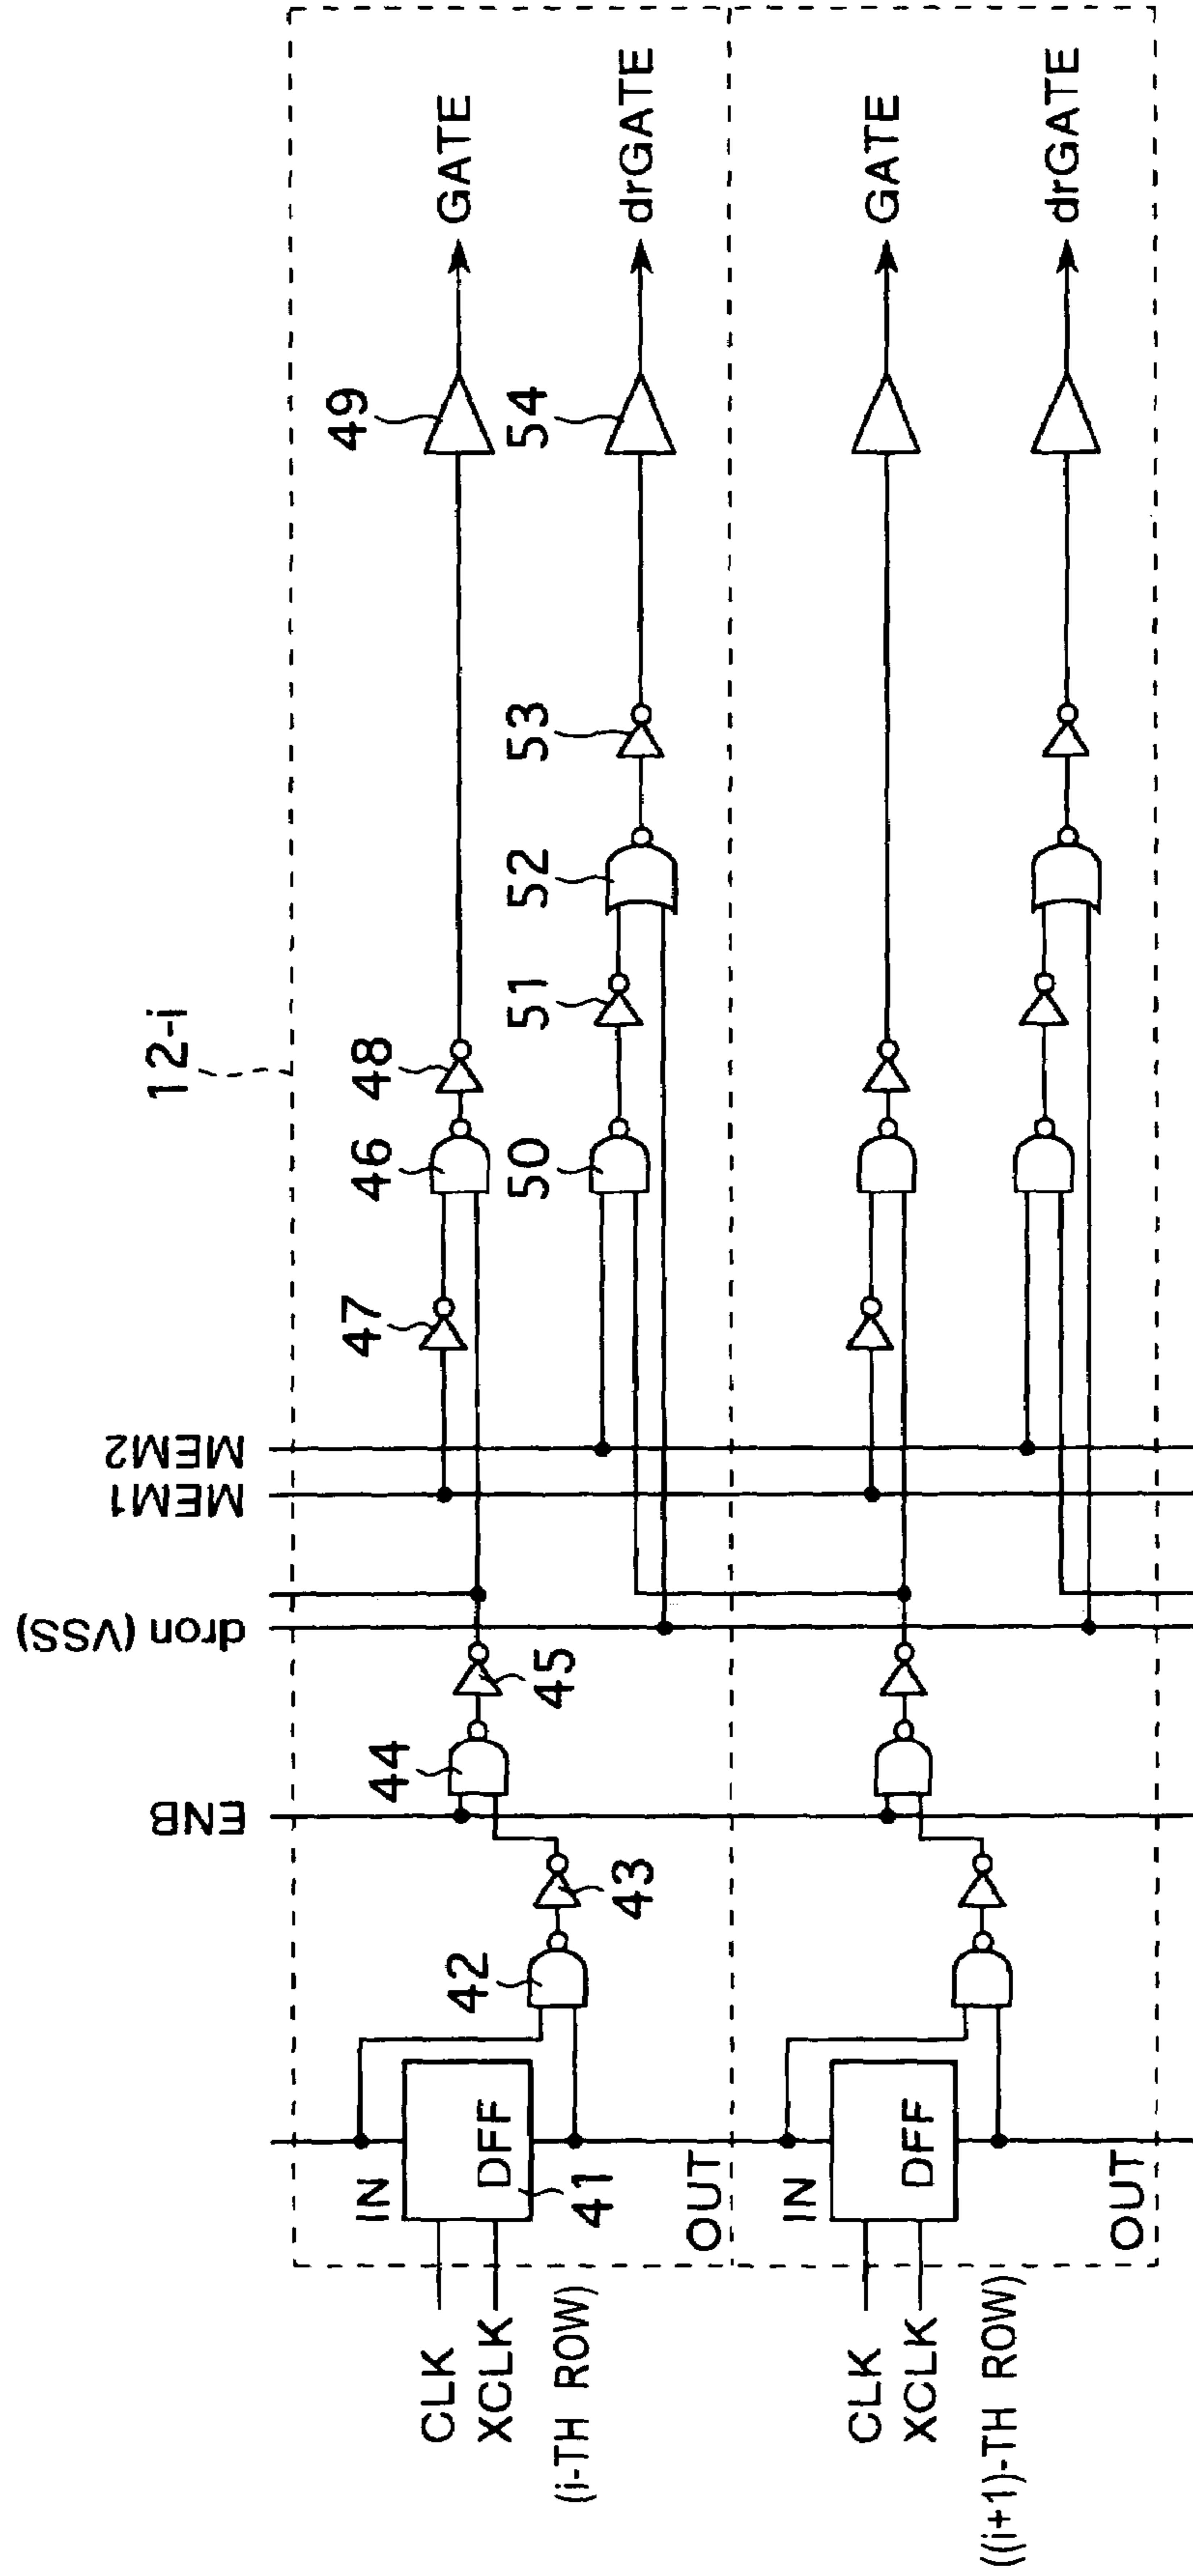 12-i
ENB
dron (VSS)
MEM1
MEM2
CLK
XCLK
(i-TH ROW)
IN
DFF
41
OUT
42
43
44
45
47
46
48
49
GATE
50
51
52
53
54
drGATE
CLK
XCLK
((i+1)-TH ROW)
IN
DFF
OUT
GATE
drGATE